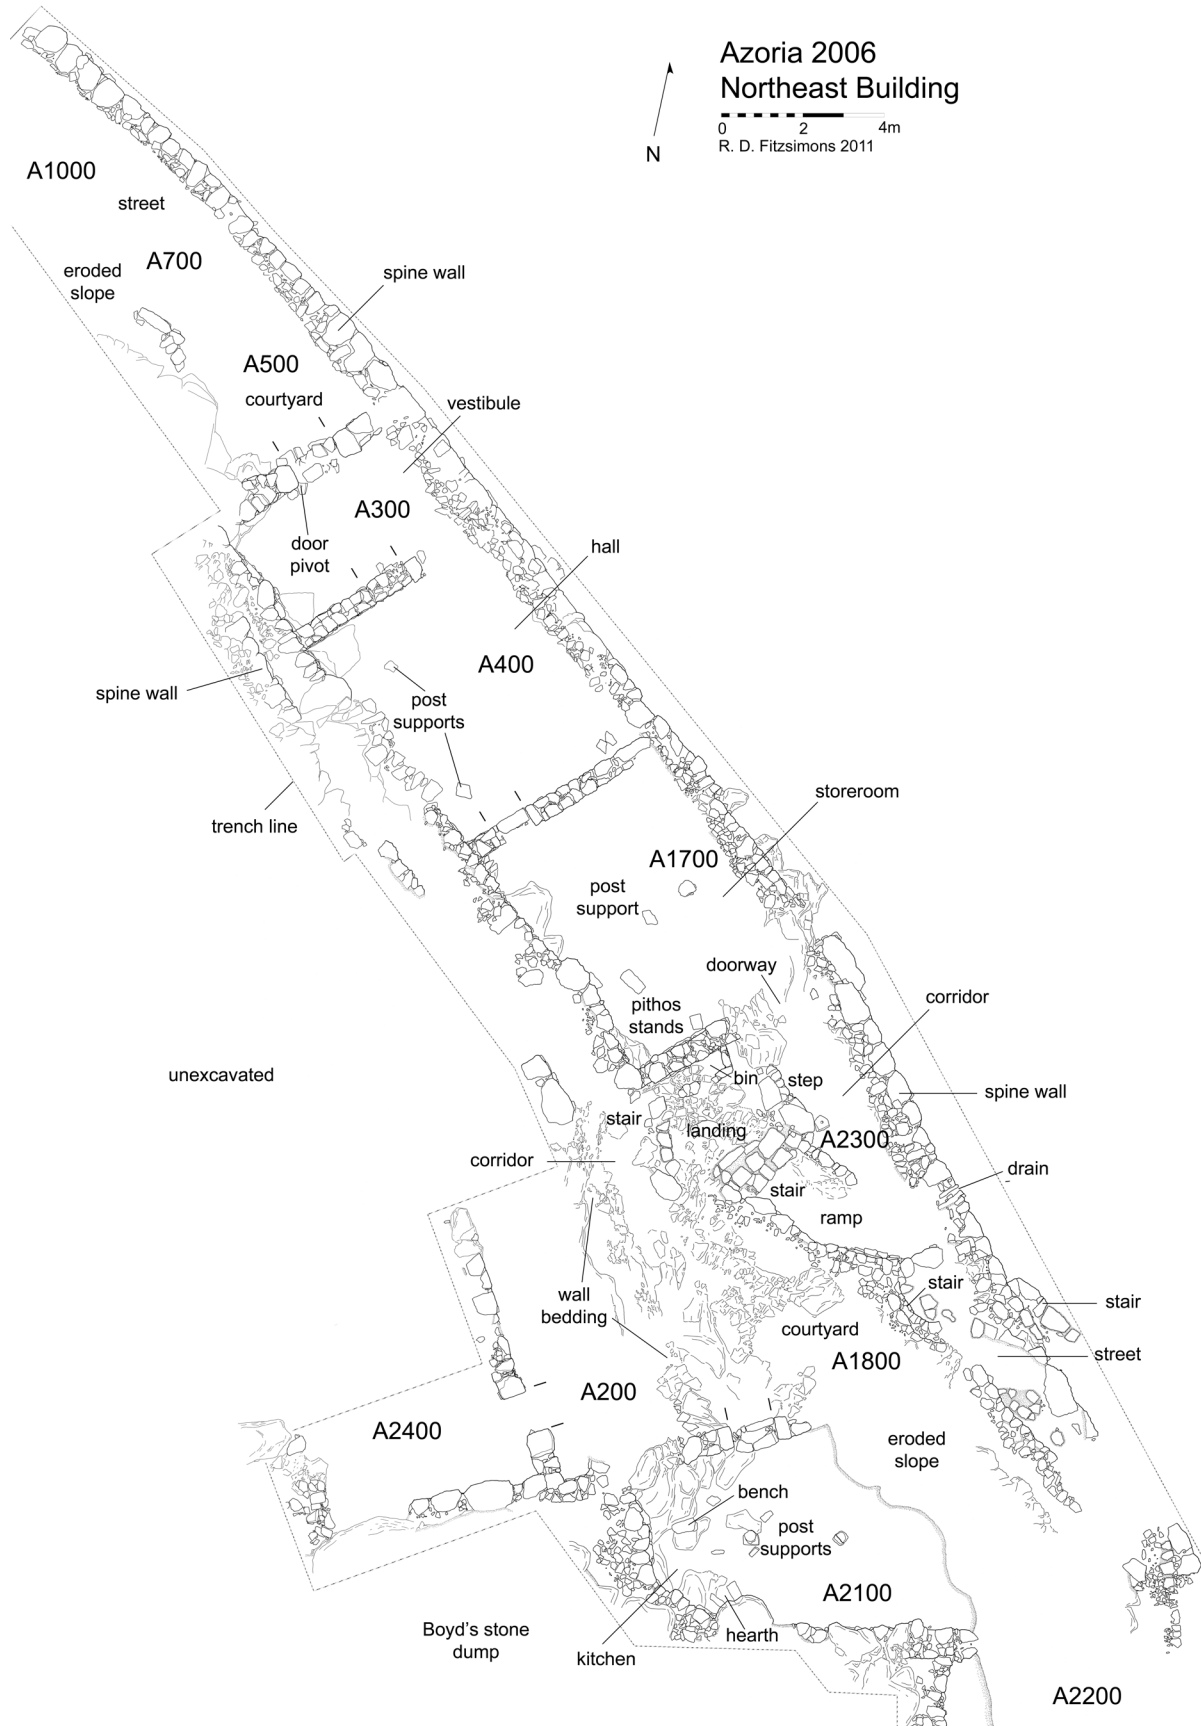 Azoria 2006
Northeast Building
0 2 4m
R. D. Fitzsimons 2011
N
A1000
street
A700
eroded
slope
spine wall
A500
courtyard
vestibule
A300
door
pivot
hall
A400
spine wall
post
supports
trench line
storeroom
A1700
post
support
doorway
corridor
pithos
stands
unexcavated
bin
step
spine wall
stair
landing
A2300
corridor
drain
stair
ramp
stair
wall
bedding
stair
courtyard
street
A1800
A200
A2400
eroded
slope
bench
post
supports
A2100
Boyd’s stone
dump
hearth
kitchen
A2200